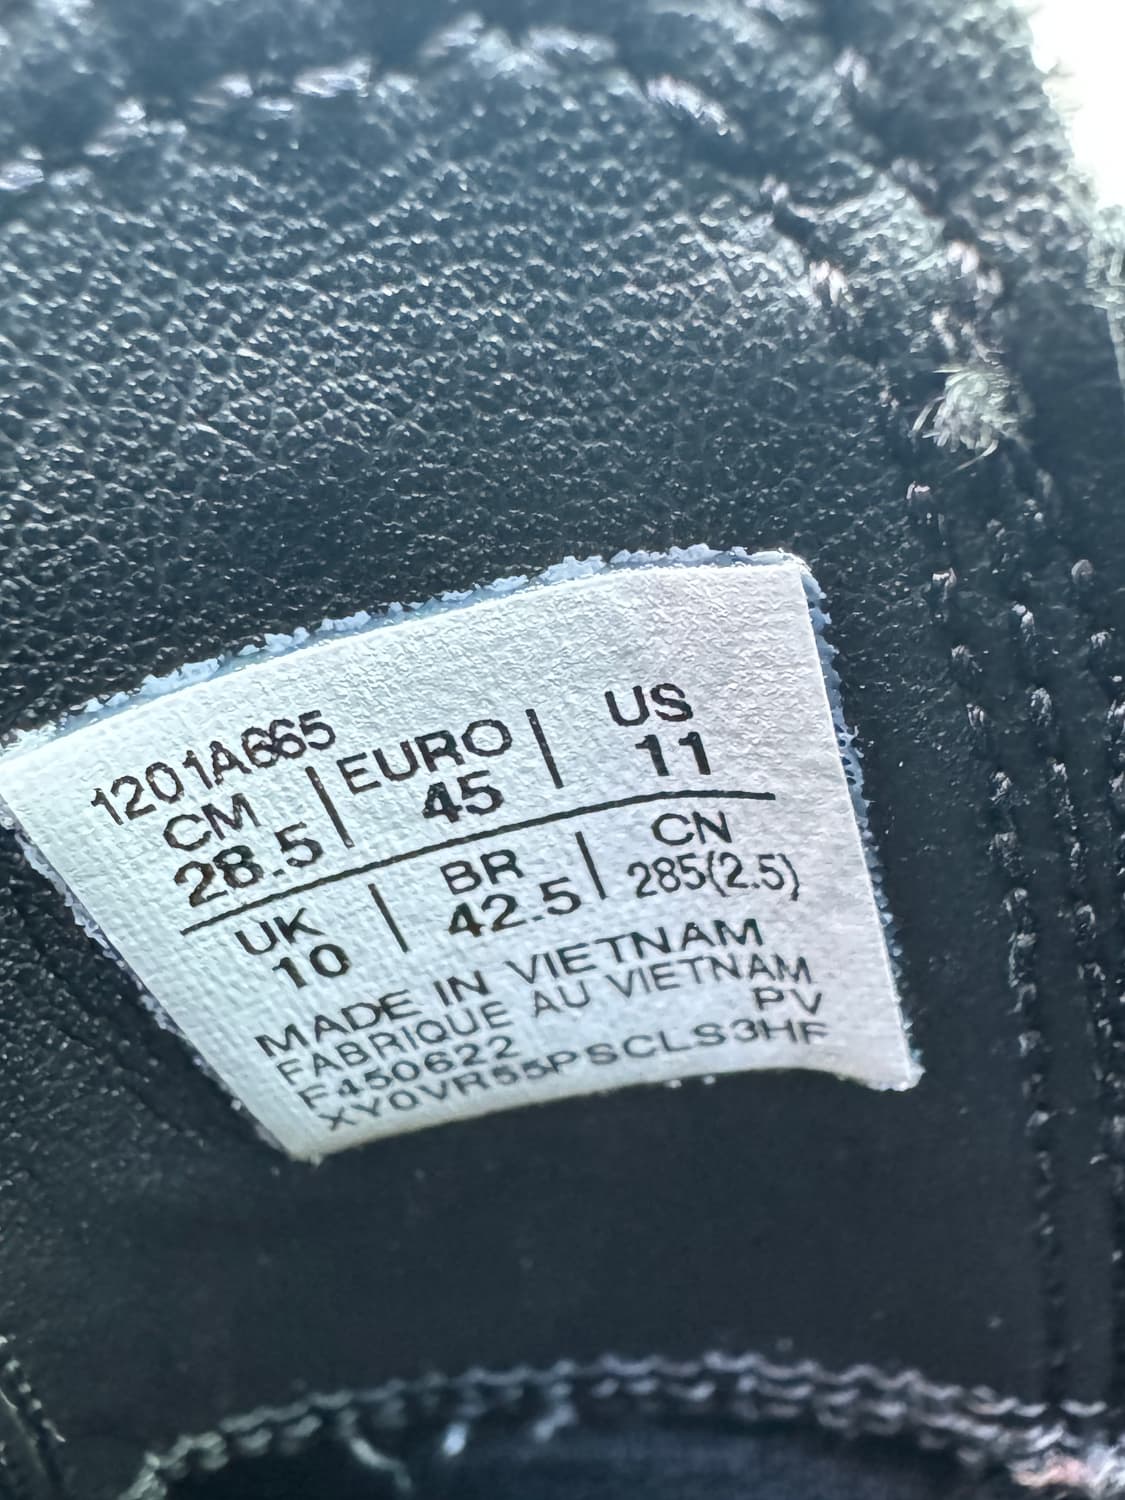 1201A665
CM | EURO | US
28.5 | 45 | 11
UK | BR | CN
10 | 42.5 | 285(2.5)
MADE IN VIETNAM
FABRIQUE AU VIETNAM
F450622 PV
XY0VR55PSCLS3HF